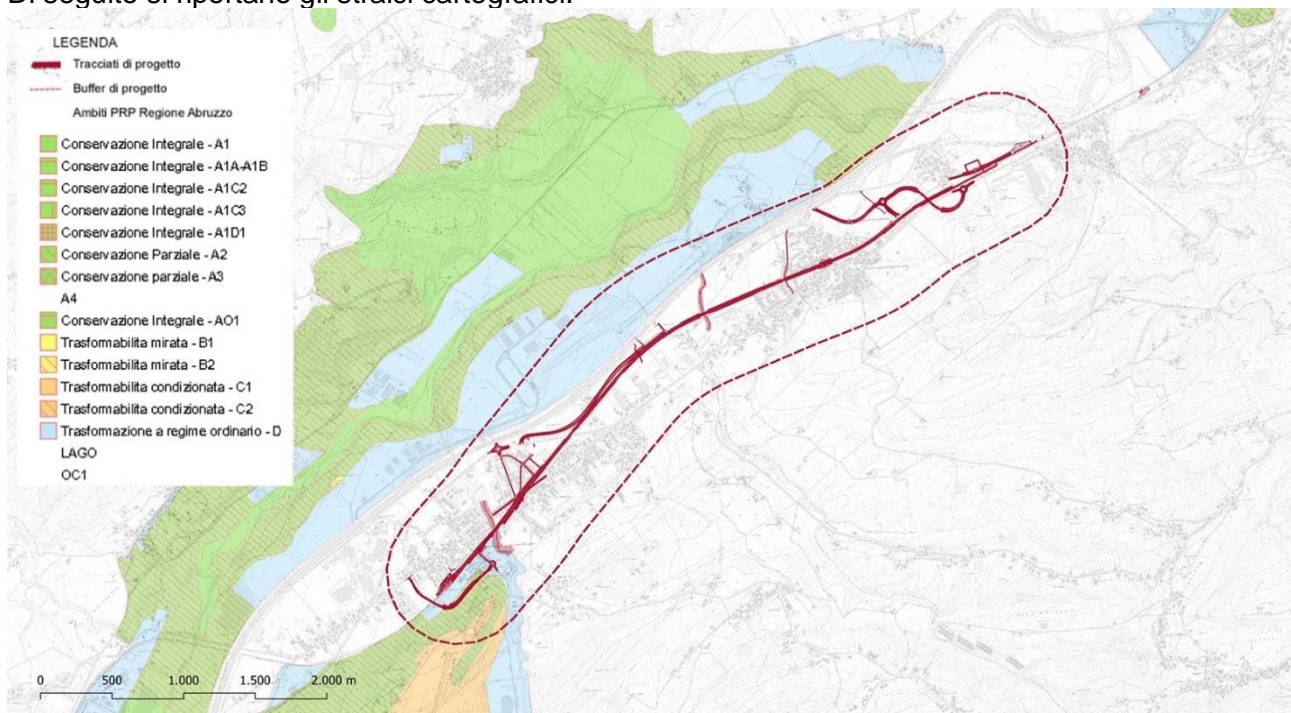 Di seguito si riportano gli stralci cartografici.
LEGENDA
Tracciati di progetto
Buffer di progetto
Ambiti PRP Regione Abruzzo
Conservazione Integrale - A1
Conservazione Integrale - A1A-A1B
Conservazione Integrale - A1C2
Conservazione Integrale - A1C3
Conservazione Integrale - A1D1
Conservazione Parziale - A2
Conservazione parziale - A3
A4
Conservazione Integrale - AO1
Trasformabilita mirata - B1
Trasformabilita mirata - B2
Trasformabilita condizionata - C1
Trasformabilita condizionata - C2
Trasformazione a regime ordinario - D
LAGO
OC1
0 500 1.000 1.500 2.000 m